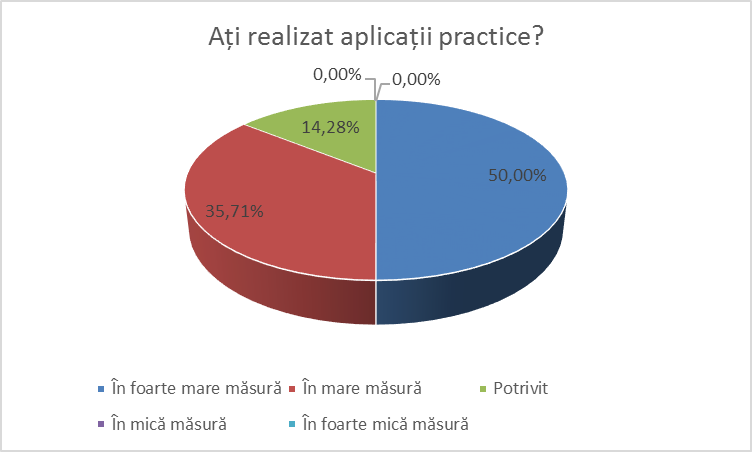 Ați realizat aplicații practice?
0,00% 0,00%
14,28%
50,00%
35,71%
În foarte mare măsură În mare măsură Potrivit
În mică măsură În foarte mică măsură